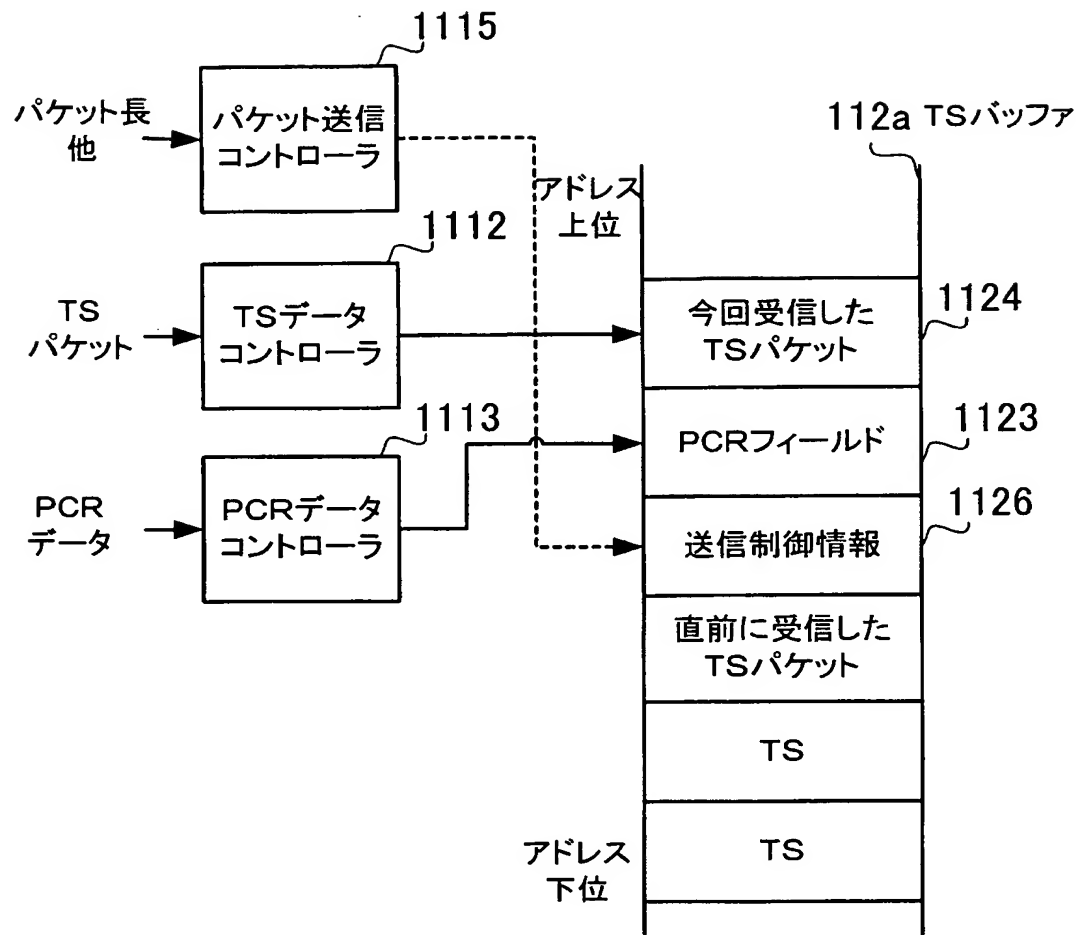 1115
パケット長
他
パケット送信
コントローラ
112a TSバッファ
アドレス
上位
1112
TS
パケット
TSデータ
コントローラ
今回受信した
TSパケット
1124
1113
PCRフィールド
1123
PCR
データ
PCRデータ
コントローラ
送信制御情報
1126
直前に受信した
TSパケット
TS
TS
アドレス
下位